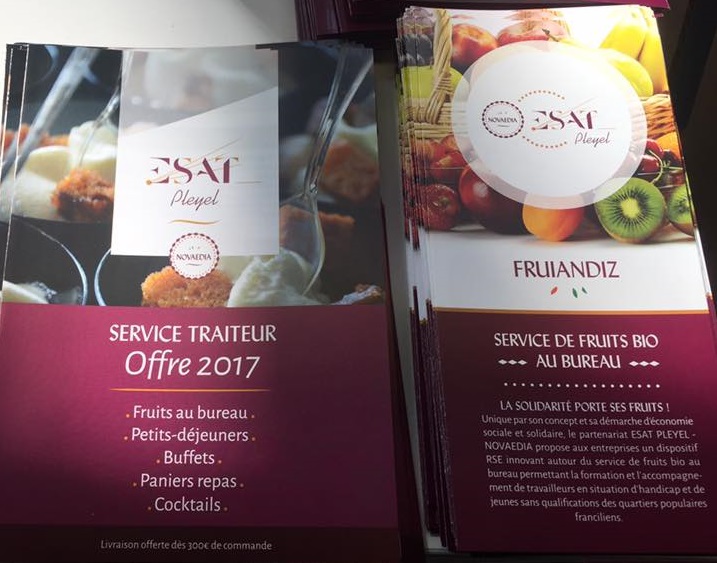 ESAT
Pleyel
NOVAEDIA
SERVICE TRAITEUR
Offre 2017
. Fruits au bureau .
. Petits-déjeuners .
. Buffets .
. Paniers repas .
. Cocktails .
Livraison offerte dès 300€ de commande
NOVAEDIA
ESAT
Pleyel
FRUIANDIZ
SERVICE DE FRUITS BIO
AU BUREAU
LA SOLIDARITÉ PORTE SES FRUITS !
Unique par son concept et sa démarche d'économie
sociale et solidaire, le partenariat ESAT PLEYEL -
NOVAEDIA propose aux entreprises un dispositif
RSE innovant autour du service de fruits bio au
bureau permettant la formation et l'accompagne-
ment de travailleurs en situation d'handicap et de
jeunes sans qualifications des quartiers populaires
franciliens.